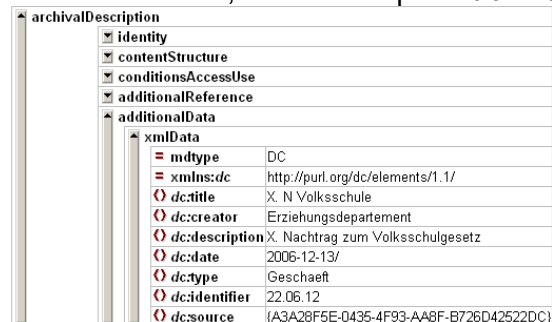 archivalDescription
identity
contentStructure
conditionsAccessUse
additionalReference
additionalData
xmlData
= mdtype DC
= xmlns:dc http://purl.org/dc/elements/1.1/
() dc:title X. N Volksschule
() dc:creator Erziehungsdepartement
() dc:description X. Nachtrag zum Volksschulgesetz
() dc:date 2006-12-13/
() dc:type Geschaeft
() dc:identifier 22.06.12
() dc:source {A3A28F5E-0435-4F93-AA8F-B726D42522DC}